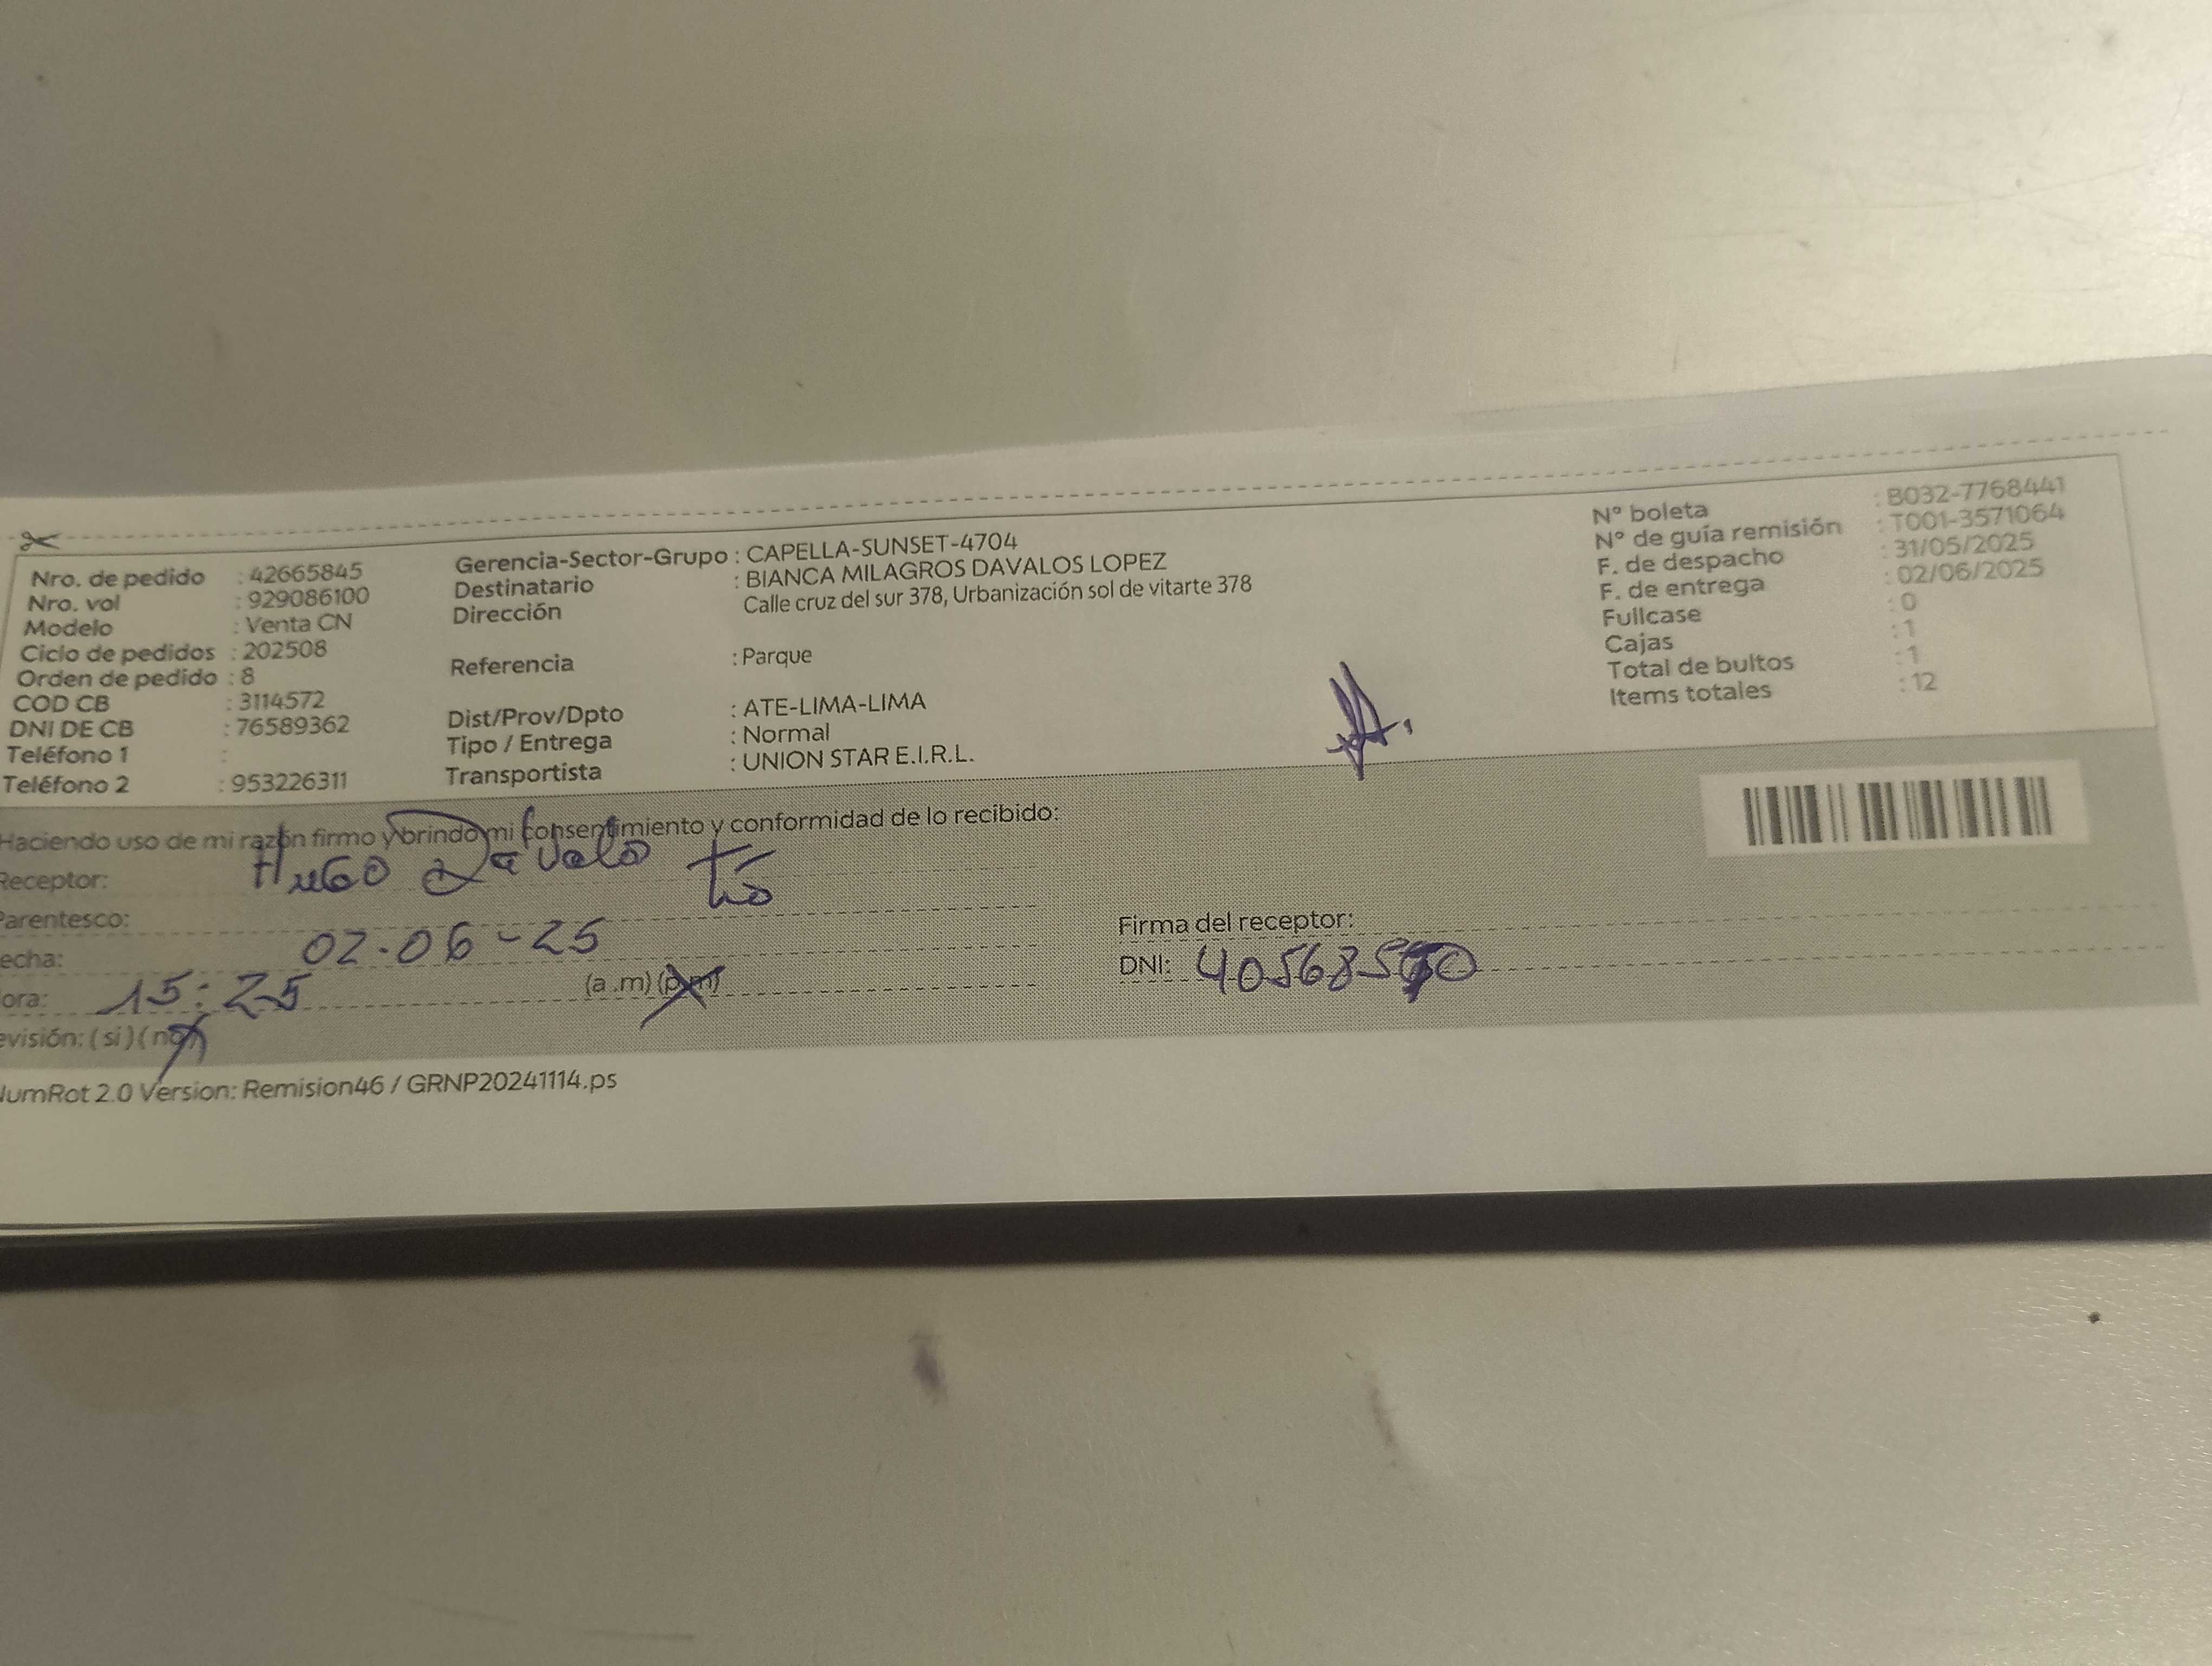 Nro. de pedido : 42665845
Nro. vol : 929086100
Modelo : Venta CN
Ciclo de pedidos : 202508
Orden de pedido : 8
COD CB : 3114572
DNI DE CB : 76589362
Teléfono 1 :
Teléfono 2 : 953226311
Gerencia-Sector-Grupo : CAPELLA-SUNSET-4704
Destinatario : BIANCA MILAGROS DAVALOS LOPEZ
Dirección Calle cruz del sur 378, Urbanización sol de vitarte 378
Referencia : Parque
Dist/Prov/Dpto : ATE-LIMA-LIMA
Tipo / Entrega : Normal
Transportista : UNION STAR E.I.R.L.
N° boleta : B032-7768441
N° de guía remisión : T001-3571064
F. de despacho : 31/05/2025
F. de entrega : 02/06/2025
Fullcase : 0
Cajas : 1
Total de bultos : 1
Items totales : 12
Haciendo uso de mi razón firmo y brindo mi consentimiento y conformidad de lo recibido:
Receptor: Hugo Davalos
Parentesco: tío
echa: 02-06-25
ora: 15:25 (a.m) (p.m)
evisión: (si) (no)
Firma del receptor:
DNI:
umRot 2.0 Version: Remision46 / GRNP20241114.ps